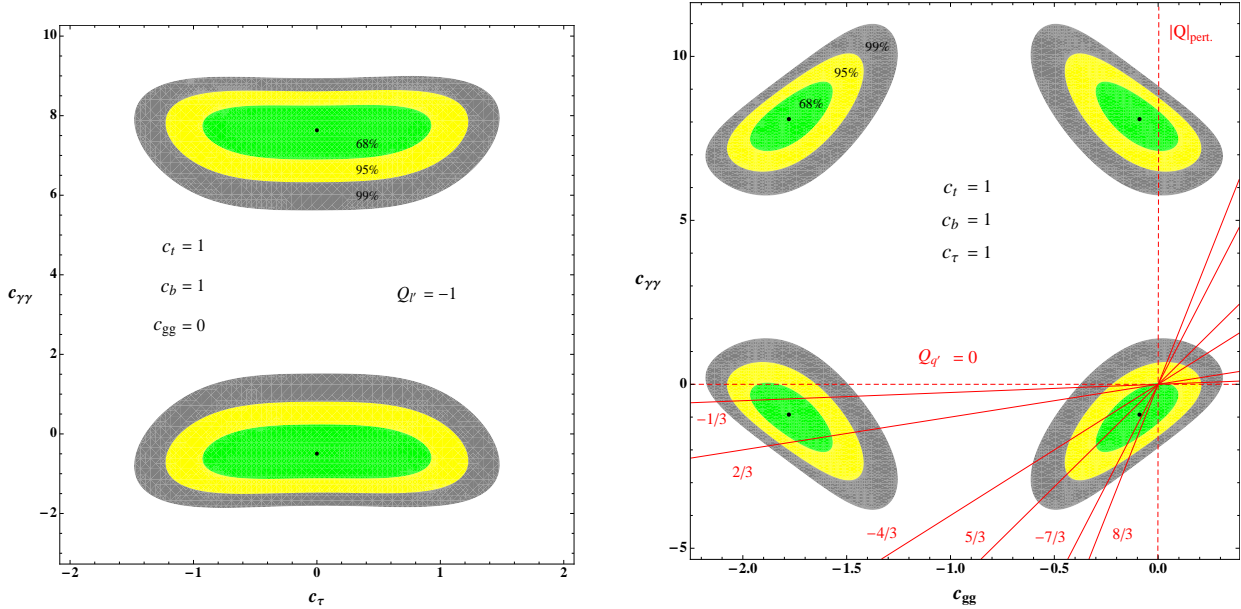 10
8
6
4
2
0
−2
−2
−1
0
1
2
c_γγ
c_τ
68%
95%
99%
c_t = 1
c_b = 1
c_gg = 0
Q_l' = −1
10
5
0
−5
−2.0
−1.5
−1.0
−0.5
0.0
c_γγ
c_gg
99%
95%
68%
|Q|_pert.
c_t = 1
c_b = 1
c_τ = 1
Q_q' = 0
−1/3
2/3
−4/3
5/3
−7/3
8/3